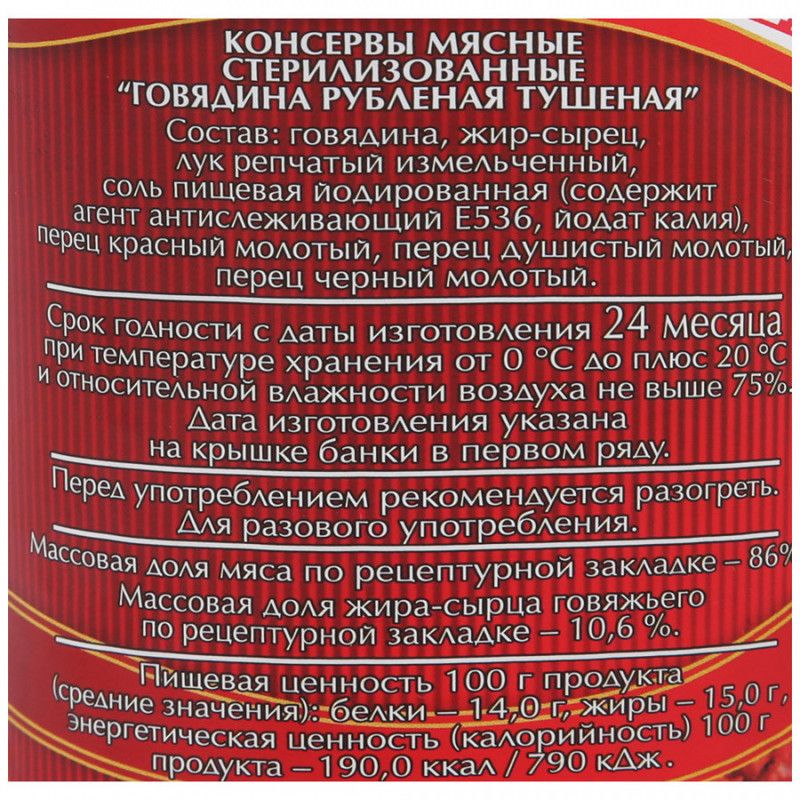 КОНСЕРВЫ МЯСНЫЕ
СТЕРИЛИЗОВАННЫЕ
“ГОВЯДИНА РУБЛЕНАЯ ТУШЕНАЯ”
Состав: говядина, жир-сырец,
лук репчатый измельченный,
соль пищевая йодированная (содержит
агент антислеживающий Е536, йодат калия),
перец красный молотый, перец душистый молотый,
перец черный молотый.
Срок годности с даты изготовления 24 месяца
при температуре хранения от 0 °С до плюс 20 °С
и относительной влажности воздуха не выше 75%.
Дата изготовления указана
на крышке банки в первом ряду.
Перед употреблением рекомендуется разогреть.
Для разового употребления.
Массовая доля мяса по рецептурной закладке – 86%
Массовая доля жира-сырца говяжьего
по рецептурной закладке – 10,6 %.
Пищевая ценность 100 г продукта
(средние значения): белки – 14,0 г, жиры – 15,0 г,
энергетическая ценность (калорийность) 100 г
продукта – 190,0 ккал / 790 кДж.